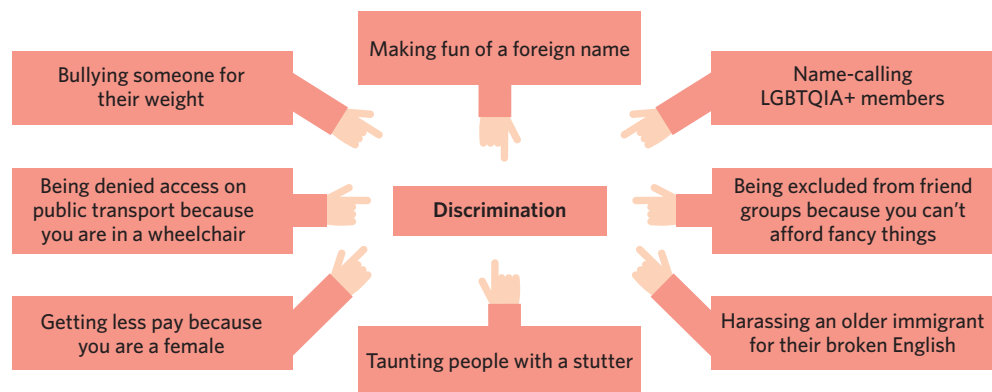 Making fun of a foreign name
Bullying someone for
their weight
Name-calling
LGBTQIA+ members
Being denied access on
public transport because
you are in a wheelchair
Discrimination
Being excluded from friend
groups because you can't
afford fancy things
Getting less pay because
you are a female
Taunting people with a stutter
Harassing an older immigrant
for their broken English